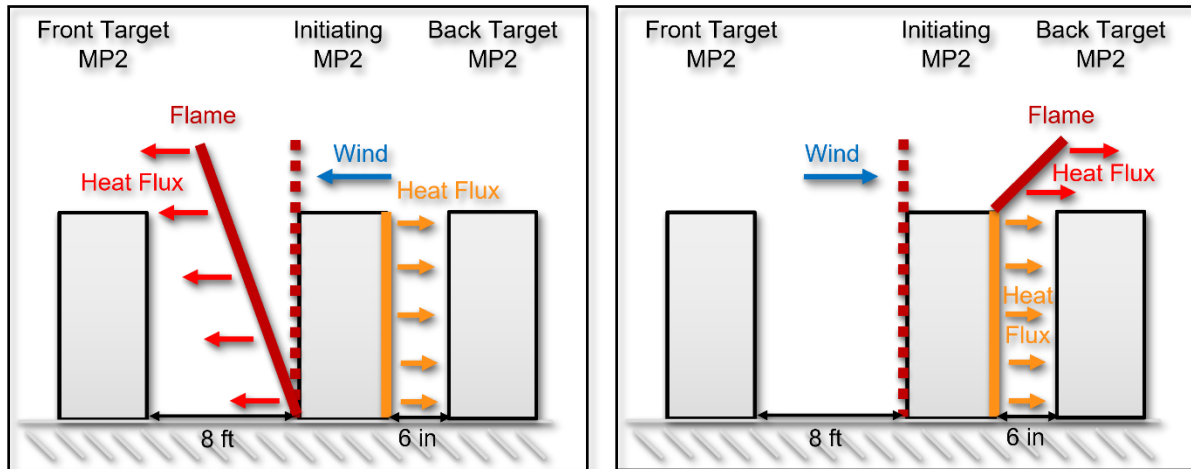 Front Target
MP2
Initiating
MP2
Back Target
MP2
Flame
Wind
Heat Flux
Heat Flux
8 ft
6 in
Front Target
MP2
Initiating
MP2
Back Target
MP2
Flame
Wind
Heat Flux
Heat
Flux
8 ft
6 in